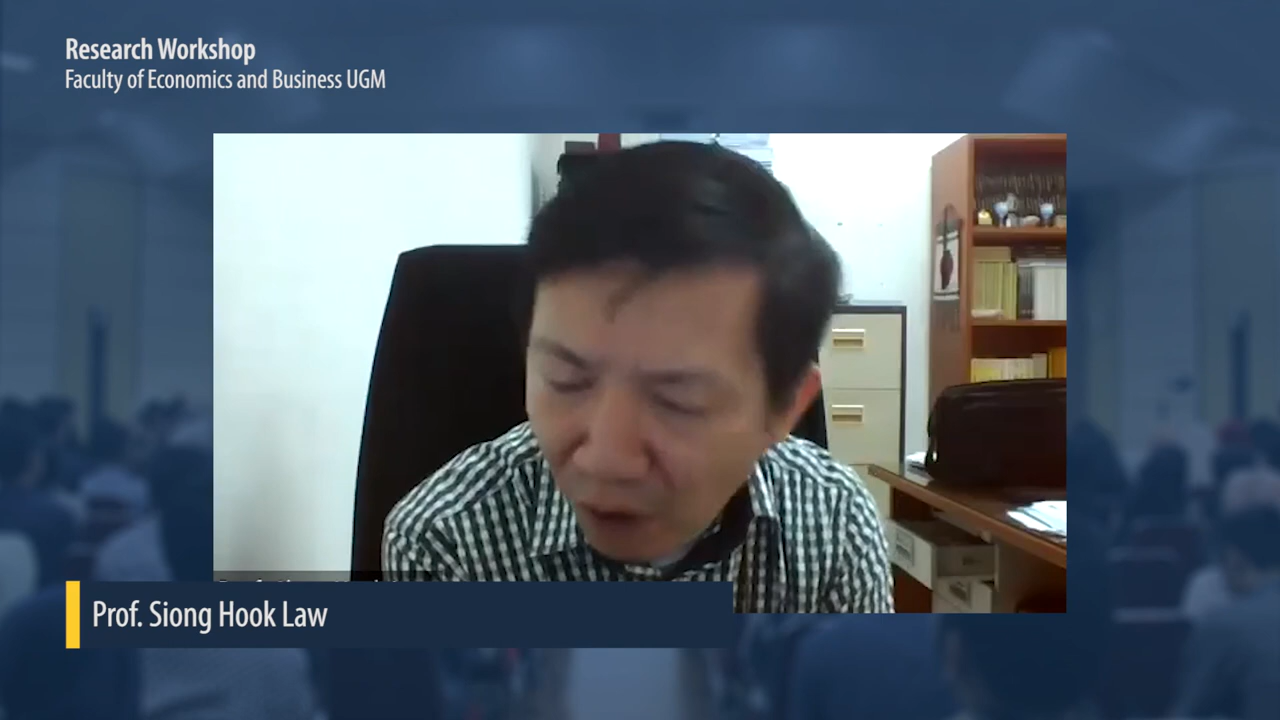 Research Workshop
Faculty of Economics and Business UGM
Prof. Siong Hook Law